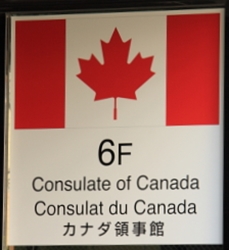 6F
Consulate of Canada
Consulat du Canada
カナダ領事館